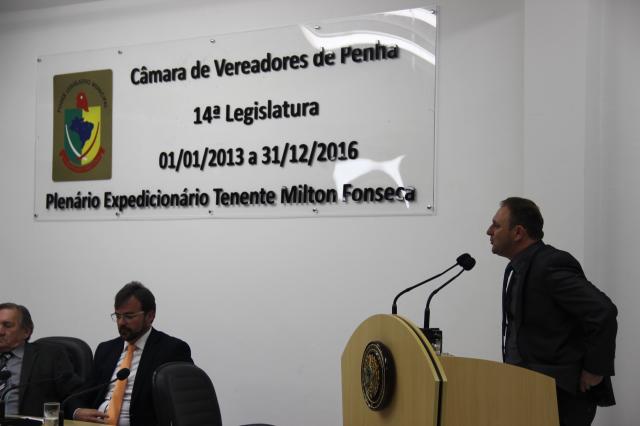 Câmara de Vereadores de Penha
14ª Legislatura
01/01/2013 a 31/12/2016
Plenário Expedicionário Tenente Milton Fonseca